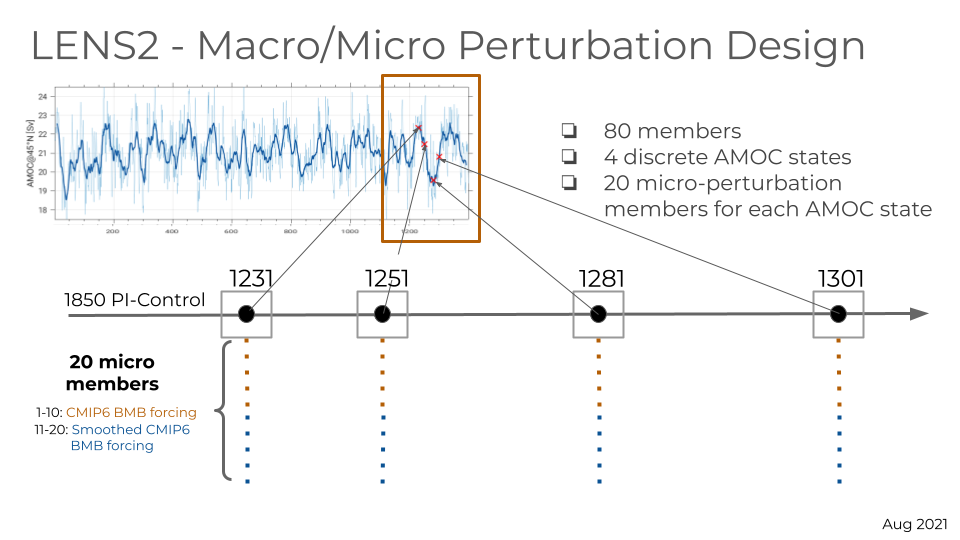 LENS2 - Macro/Micro Perturbation Design
AMOC@45°N [Sv]
24
23
22
21
20
19
18
200
400
600
800
1000
1200
80 members
4 discrete AMOC states
20 micro-perturbation
members for each AMOC state
1850 PI-Control
1231
1251
1281
1301
20 micro
members
1-10: CMIP6 BMB forcing
11-20: Smoothed CMIP6
BMB forcing
Aug 2021